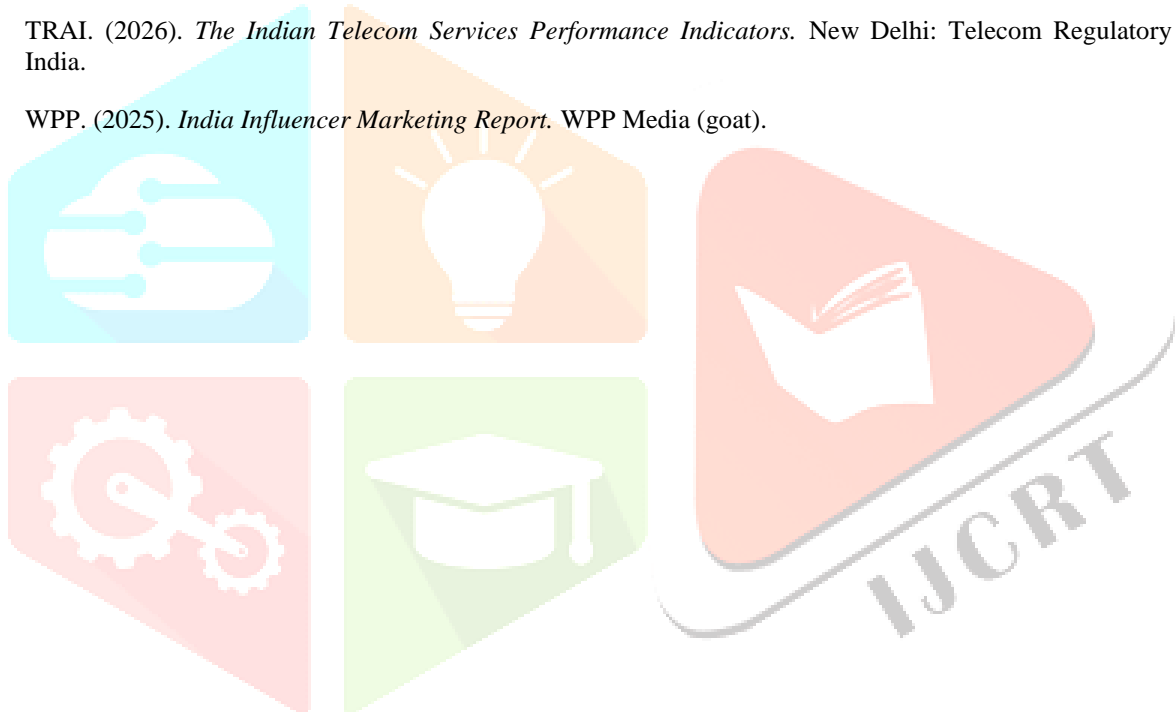 TRAI. (2026). The Indian Telecom Services Performance Indicators. New Delhi: Telecom Regulatory
India.
WPP. (2025). India Influencer Marketing Report. WPP Media (goat).
IJCRT